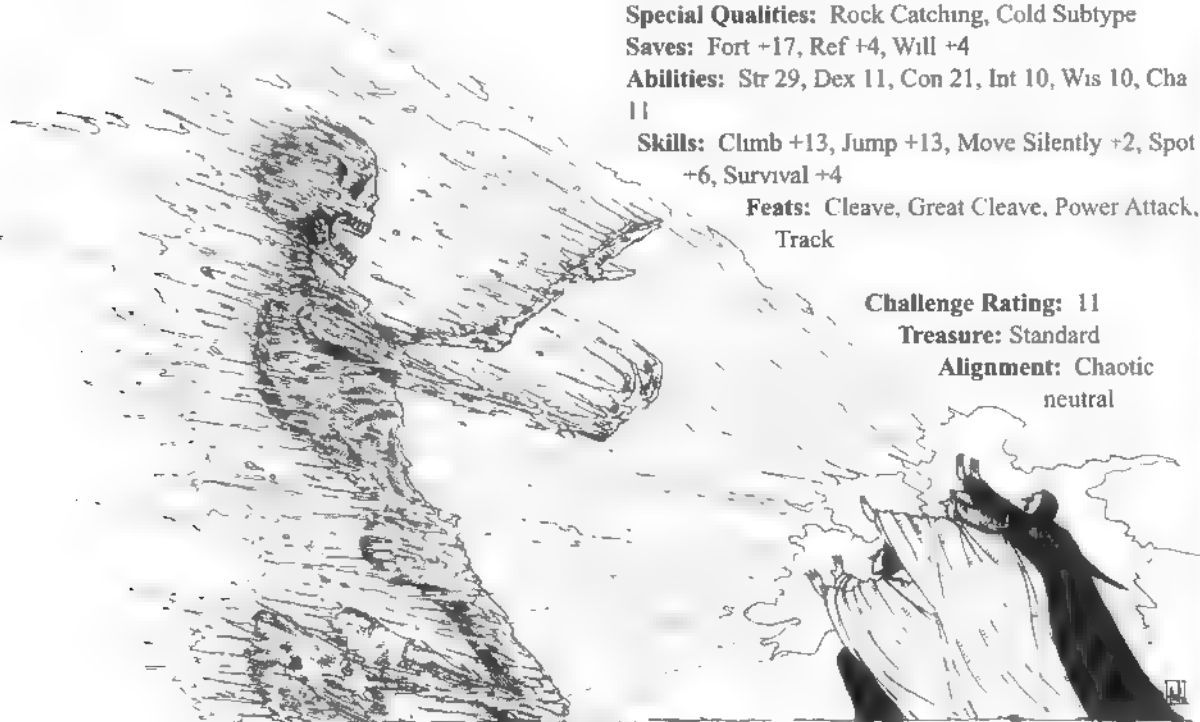 Special Qualities: Rock Catching, Cold Subtype
Saves: Fort +17, Ref +4, Will +4
Abilities: Str 29, Dex 11, Con 21, Int 10, Wis 10, Cha
11
Skills: Climb +13, Jump +13, Move Silently +2, Spot
+6, Survival +4
Feats: Cleave, Great Cleave, Power Attack,
Track
Challenge Rating: 11
Treasure: Standard
Alignment: Chaotic
neutral